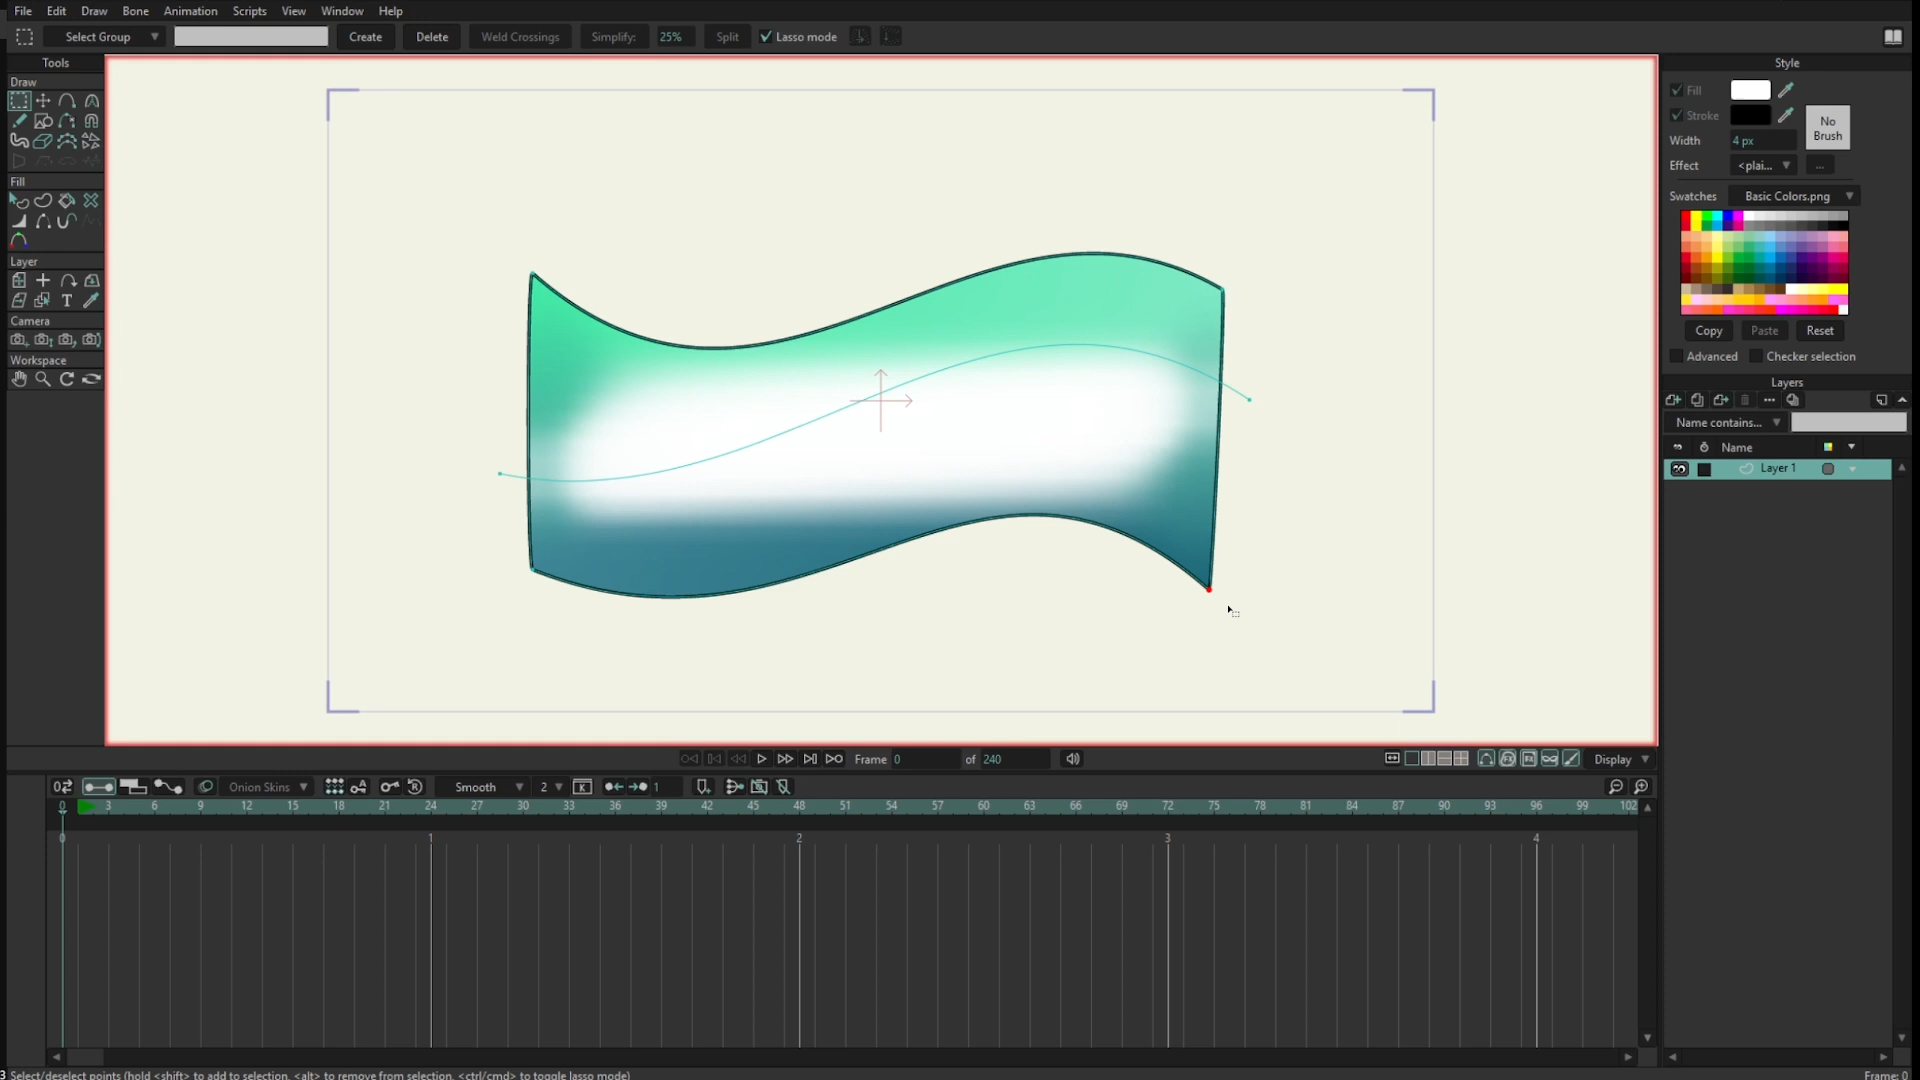 File Edit Draw Bone Animation Scripts View Window Help
Select Group Create Delete Weld Crossings Simplify: 25% Split Lasso mode
Tools
Draw
Fill
Layer
T
Camera
Workspace
Style
Fill
Stroke
No Brush
Width 4 px
Effect <plai... ...
Swatches Basic Colors.png
Copy Paste Reset
Advanced Checker selection
Layers
Name contains...
Name
Layer 1
Frame 0 of 240 Display
Onion Skins Smooth 2 K 1
0 3 6 9 12 15 18 21 24 27 30 33 36 39 42 45 48 51 54 57 60 63 66 69 72 75 78 81 84 87 90 93 96 99 102
0 1 2 3 4
3 Select/deselect points (hold <shift> to add to selection, <alt> to remove from selection, <ctrl/cmd> to toggle lasso mode) Frame: 0